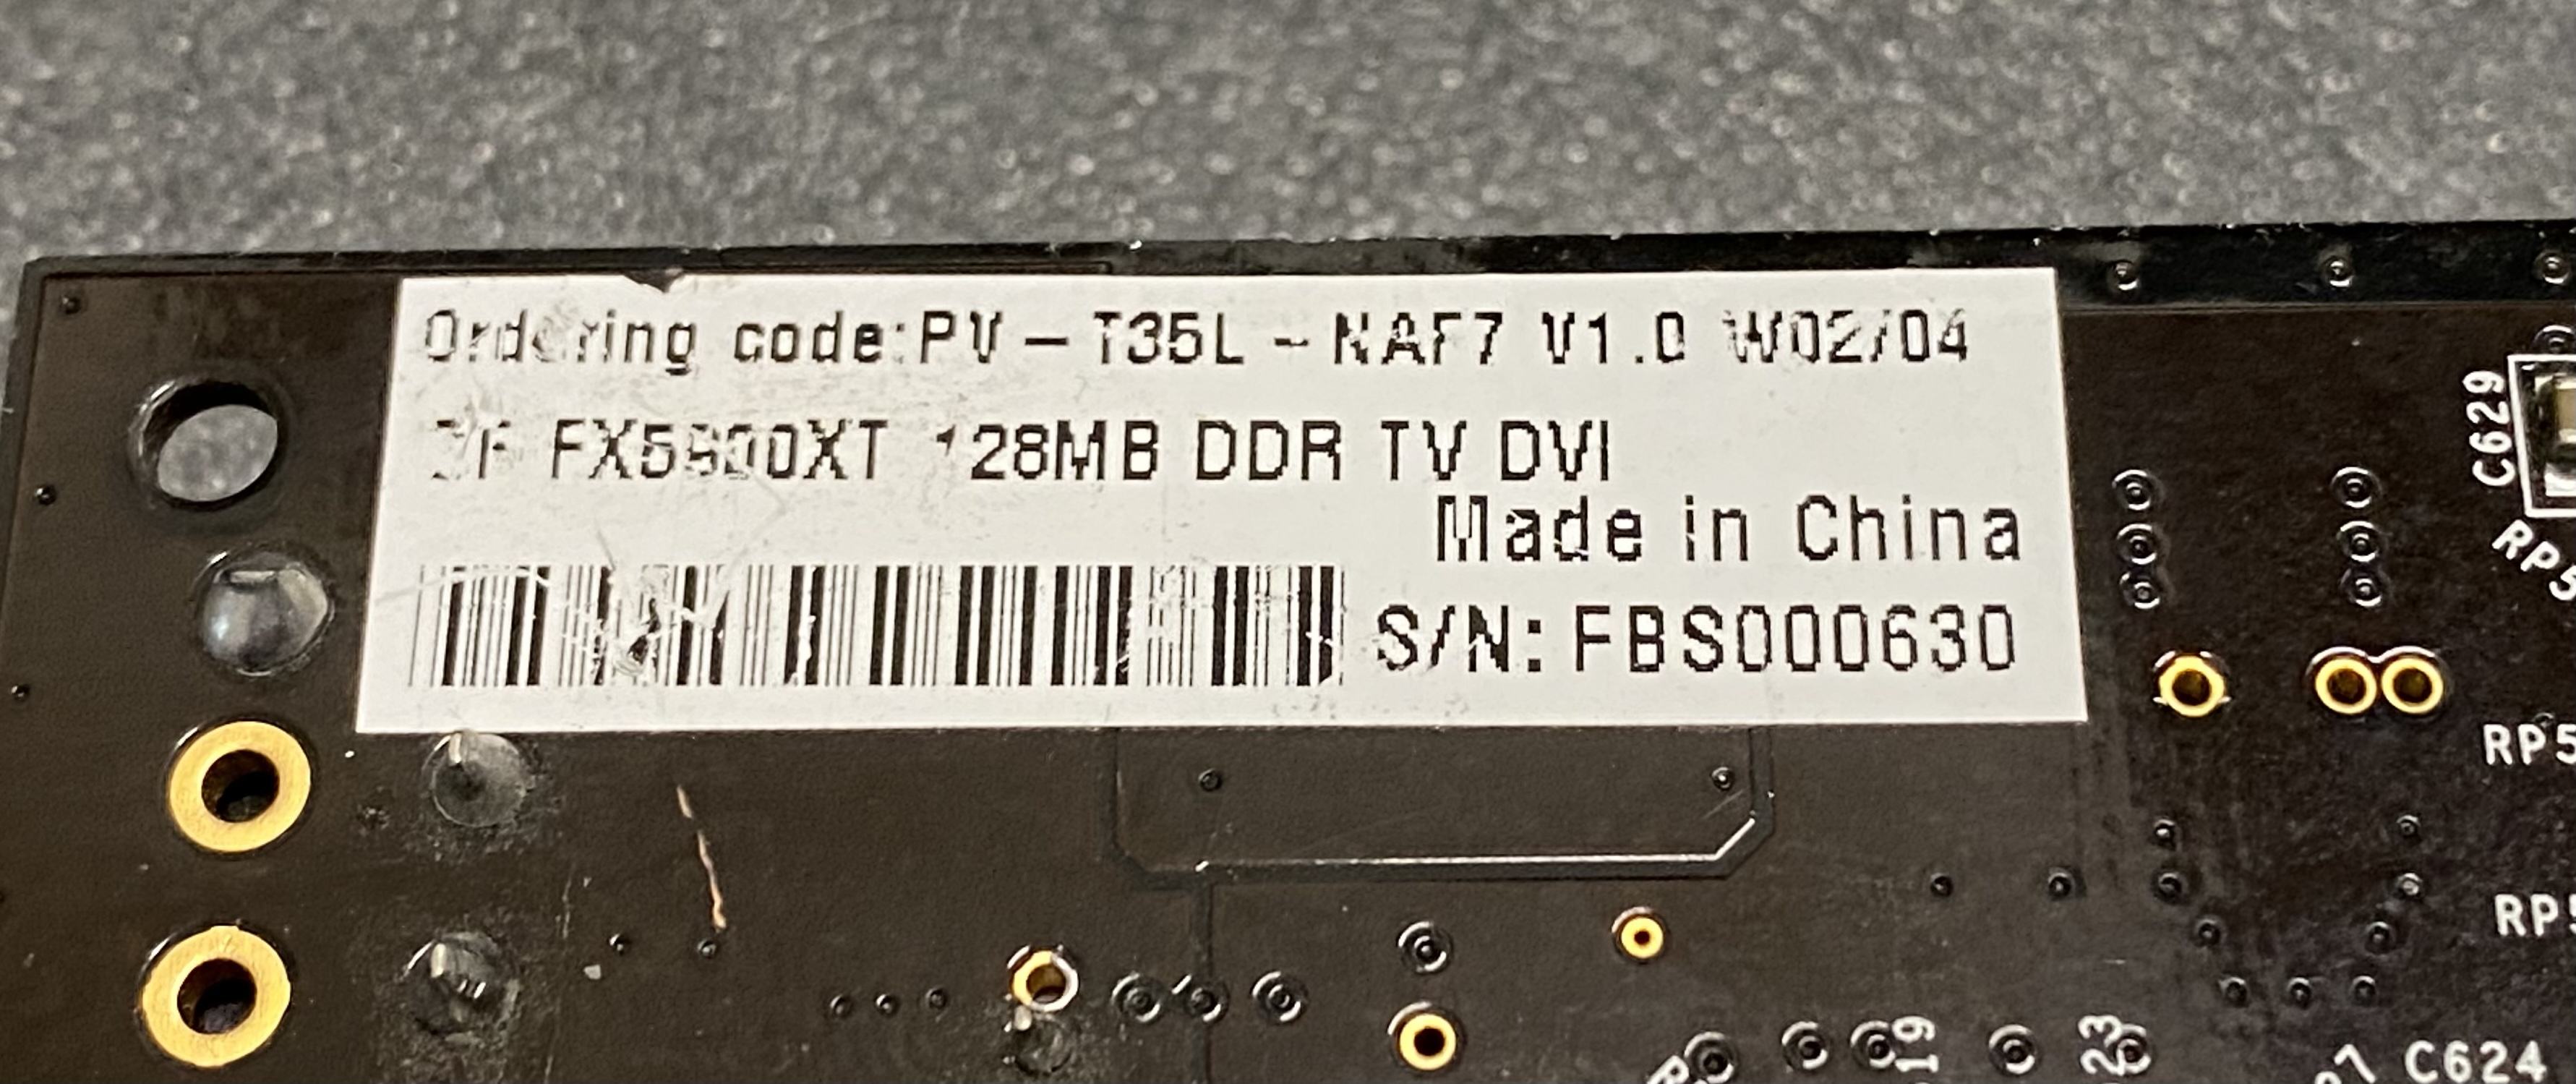 Ordering code:PV-T35L-NAF7 V1.0 W02/04
FX5900XT 128MB DDR TV DVI
Made in China
S/N: FBS000630
C629
C624